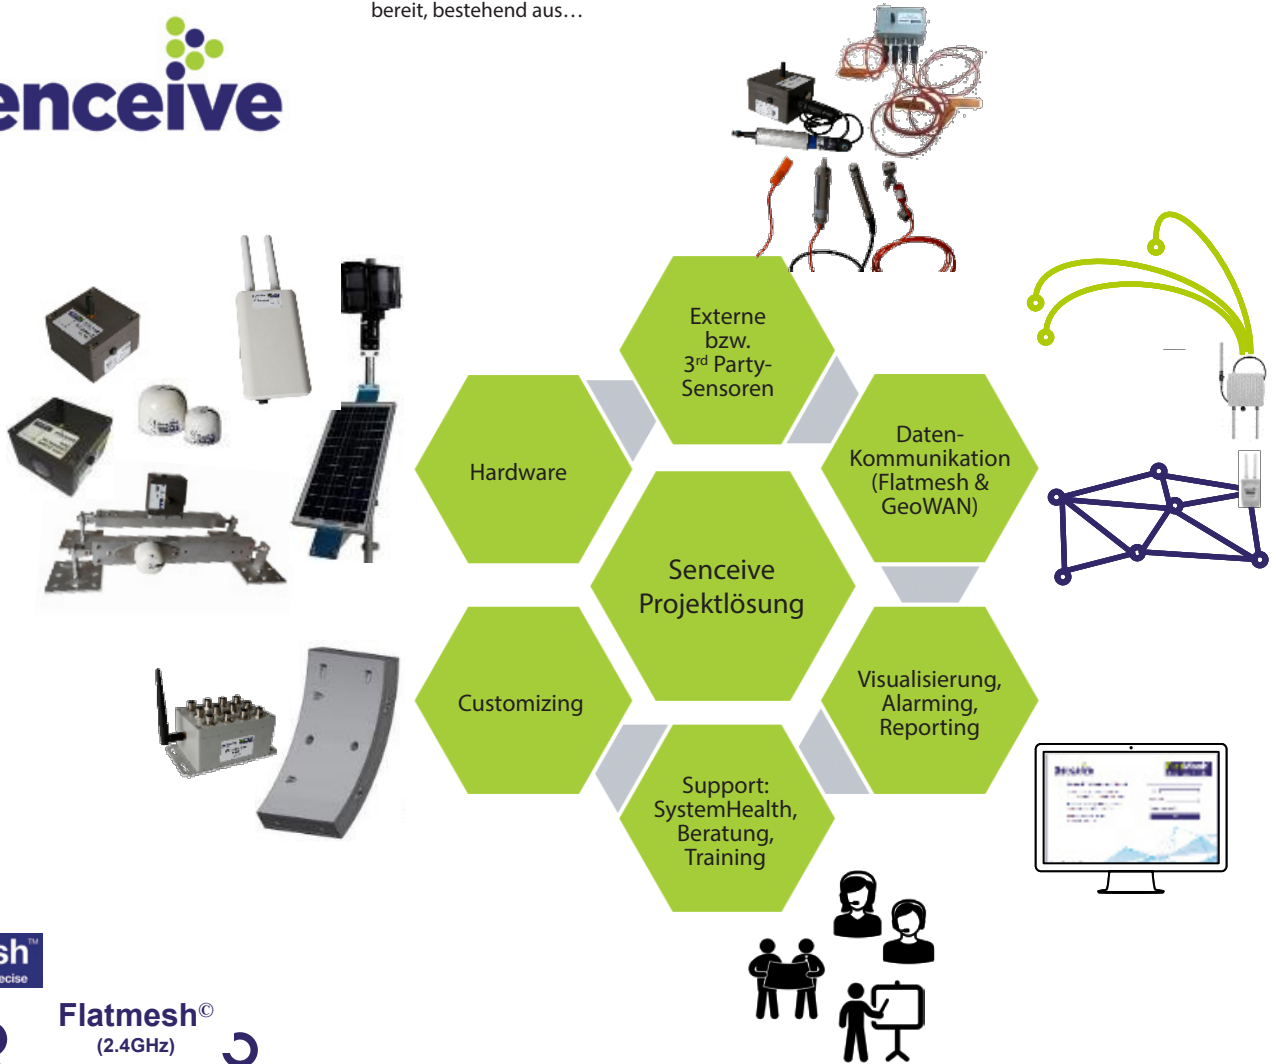 bereit, bestehend aus…
enceive
Externe
bzw.
3rd Party-
Sensoren
Hardware
Daten-
Kommunikation
(Flatmesh &
GeoWAN)
Senceive
Projektlösung
Customizing
Visualisierung,
Alarming,
Reporting
Support:
SystemHealth,
Beratung,
Training
Senceive
sh™
ecise
Flatmesh©
(2.4GHz)